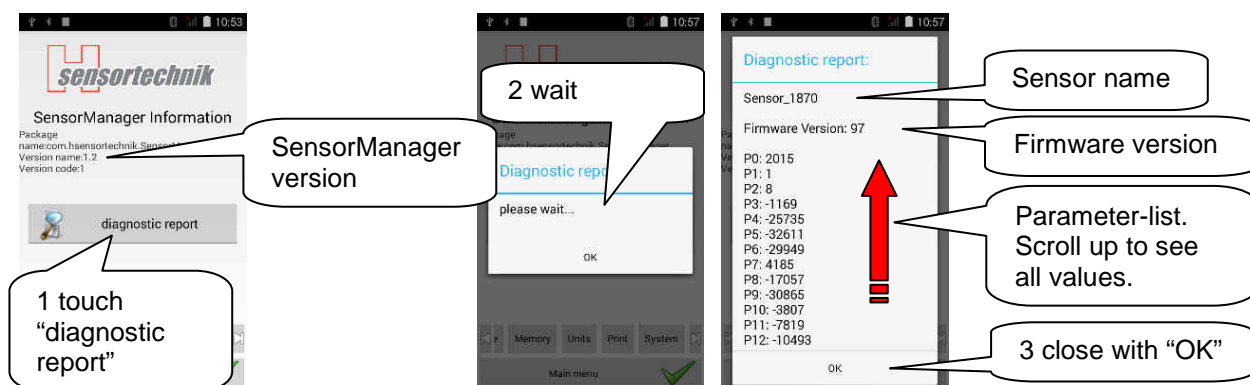 10:53
sensortechnik
SensorManager Information
Package
name:com.hsensortechnik.Sensor
Version name:1.2
Version code:1
diagnostic report
SensorManager
version
1 touch
“diagnostic
report”
10:57
2 wait
Diagnostic
please wait...
OK
Memory Units Print System
Main menu
10:57
Diagnostic report:
Sensor_1870
Firmware Version: 97
P0: 2015
P1: 1
P2: 8
P3: -1169
P4: -25735
P5: -32611
P6: -29949
P7: 4185
P8: -17057
P9: -30865
P10: -3807
P11: -7819
P12: -10493
OK
Sensor name
Firmware version
Parameter-list.
Scroll up to see
all values.
3 close with “OK”